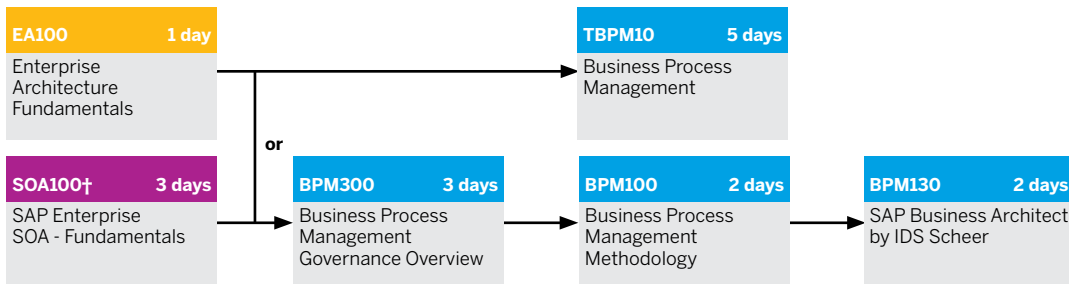 EA100 1 day
Enterprise
Architecture
Fundamentals
TBPM10 5 days
Business Process
Management
or
SOA100† 3 days
SAP Enterprise
SOA - Fundamentals
BPM300 3 days
Business Process
Management
Governance Overview
BPM100 2 days
Business Process
Management
Methodology
BPM130 2 days
SAP Business Architect
by IDS Scheer